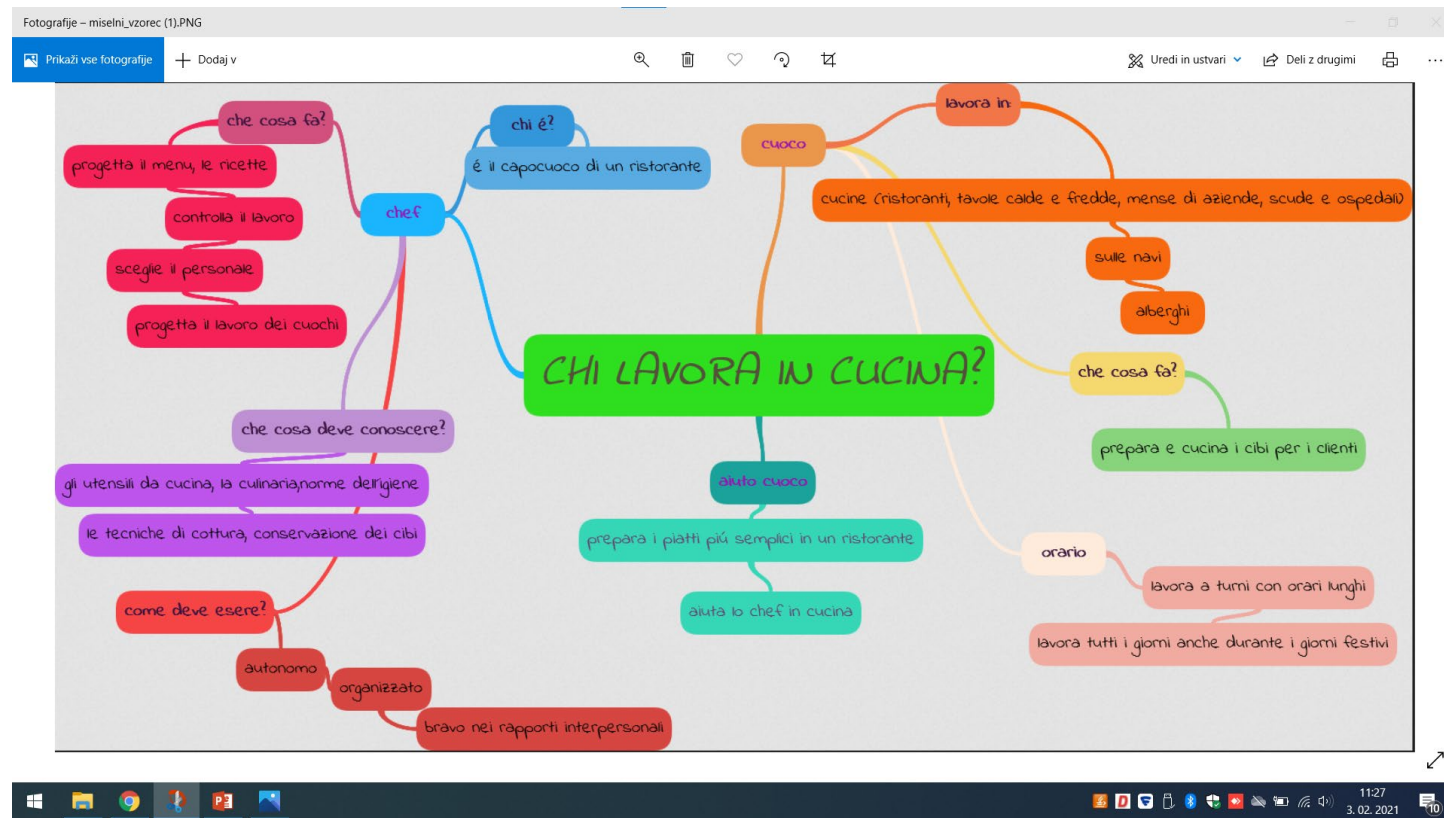 Fotografije – miselni_vzorec (1).PNG
Prikaži vse fotografije
Dodaj v
Uredi in ustvari
Deli z drugimi
che cosa fa?
progetta il menu, le ricette
controlla il lavoro
sceglie il personale
progetta il lavoro dei cuochi
chi é?
é il capocuoco di un ristorante
chef
cuoco
lavora in:
cucine (ristoranti, tavole calde e fredde, mense di aziende, scude e ospedali)
sulle navi
alberghi
CHI LAVORA IN CUCINA?
che cosa fa?
prepara e cucina i cibi per i clienti
che cosa deve conoscere?
gli utensili da cucina, la culinaria,norme dell'igiene
le tecniche di cottura, conservazione dei cibi
aiuto cuoco
prepara i piatti piú semplici in un ristorante
aiuta lo chef in cucina
orario
lavora a turni con orari lunghi
lavora tutti i giorni anche durante i giorni festivi
come deve esere?
autonomo
organizzato
bravo nei rapporti interpersonali
11:27
3. 02. 2021
10